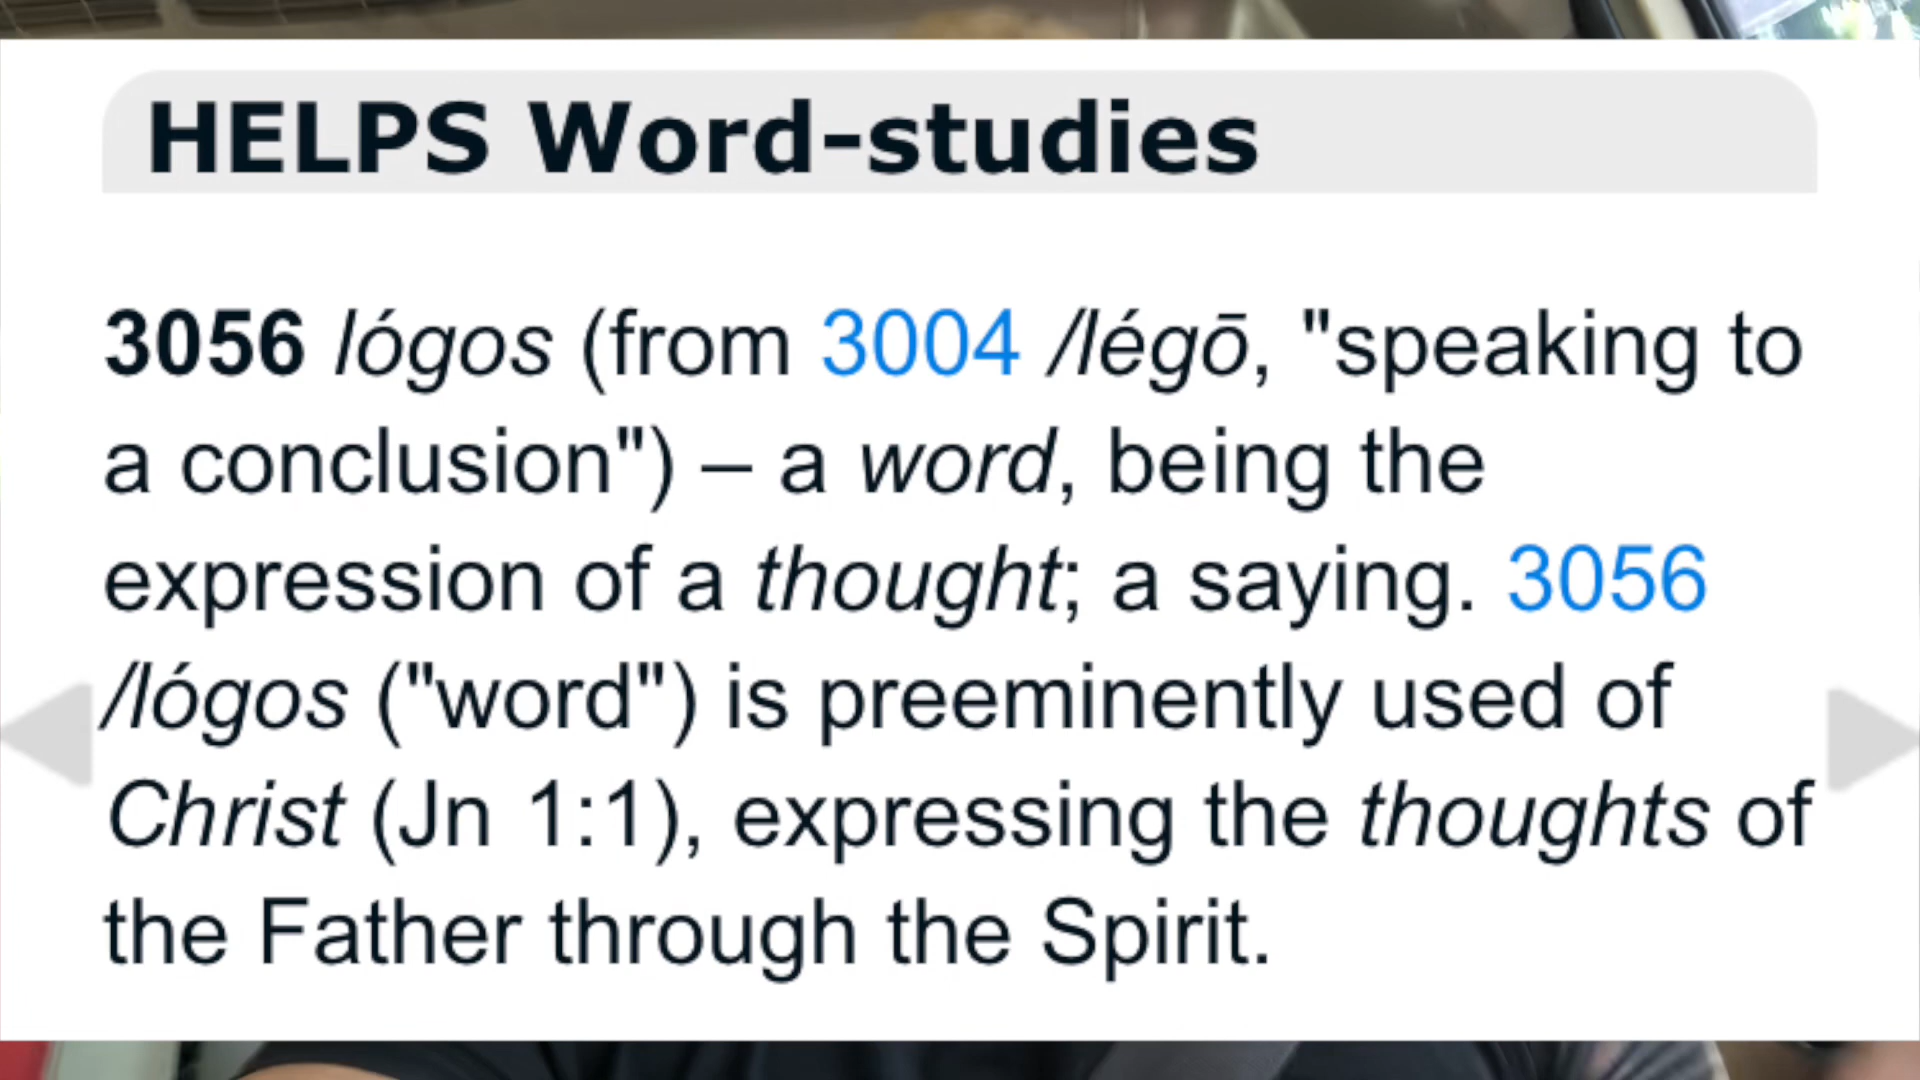 HELPS Word-studies
3056 lógos (from 3004 /légō, "speaking to
a conclusion") – a word, being the
expression of a thought; a saying. 3056
/lógos ("word") is preeminently used of
Christ (Jn 1:1), expressing the thoughts of
the Father through the Spirit.